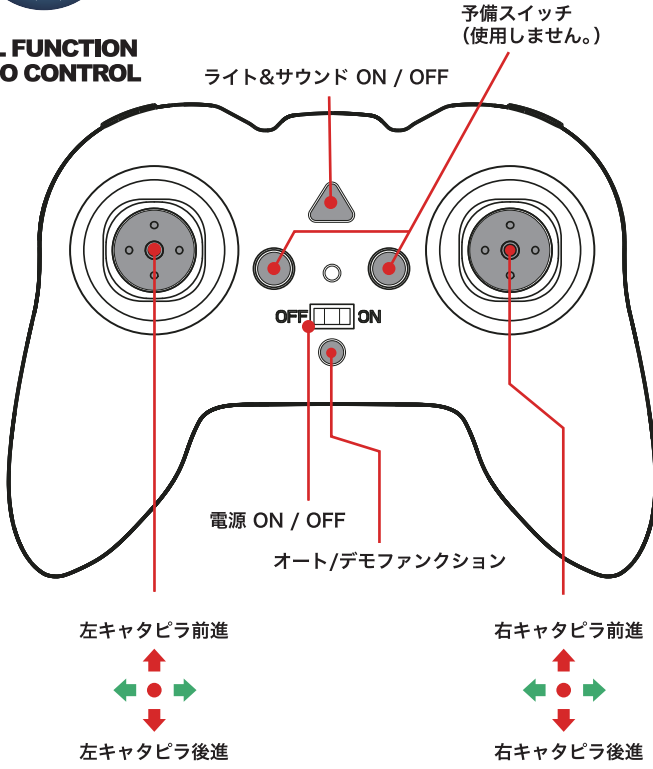 予備スイッチ
(使用しません。)
L FUNCTION
O CONTROL
ライト&サウンド ON / OFF
OFF
ON
電源 ON / OFF
オート/デモファンクション
左キャタピラ前進
右キャタピラ前進
左キャタピラ後進
右キャタピラ後進